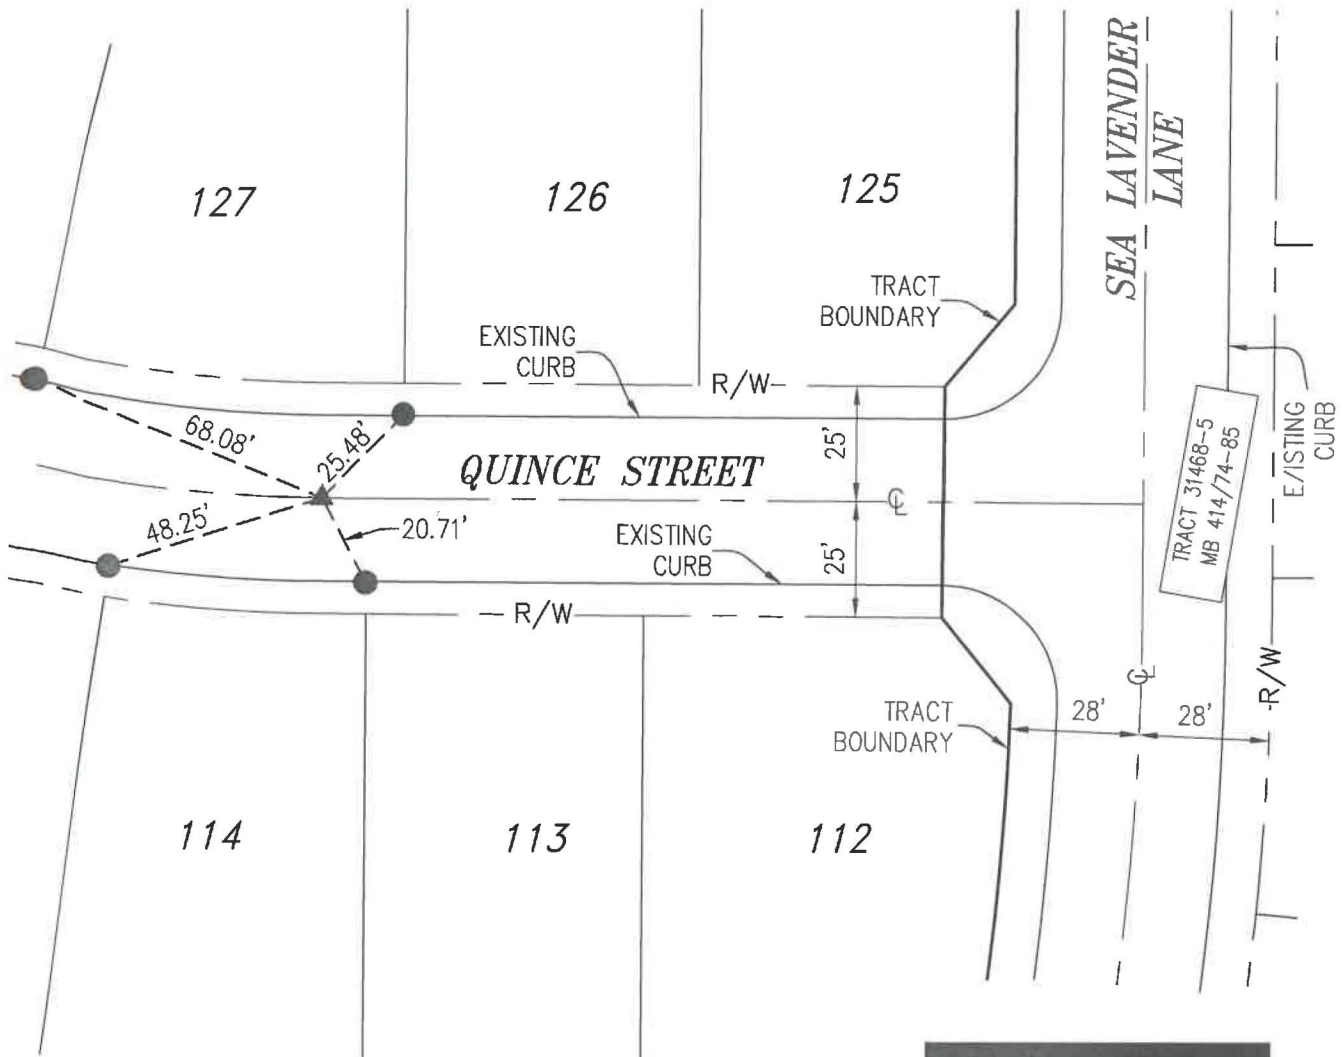 SEA LAVENDER
LANE
127
126
125
TRACT
BOUNDARY
EXISTING
CURB
R/W
68.08'
25.48'
25'
QUINCE STREET
℄
TRACT 31468-5
MB 414/74-85
E/ISTING
CURB
48.25'
20.71'
EXISTING
CURB
25'
R/W
℄
R/W
TRACT
BOUNDARY
28'
28'
114
113
112